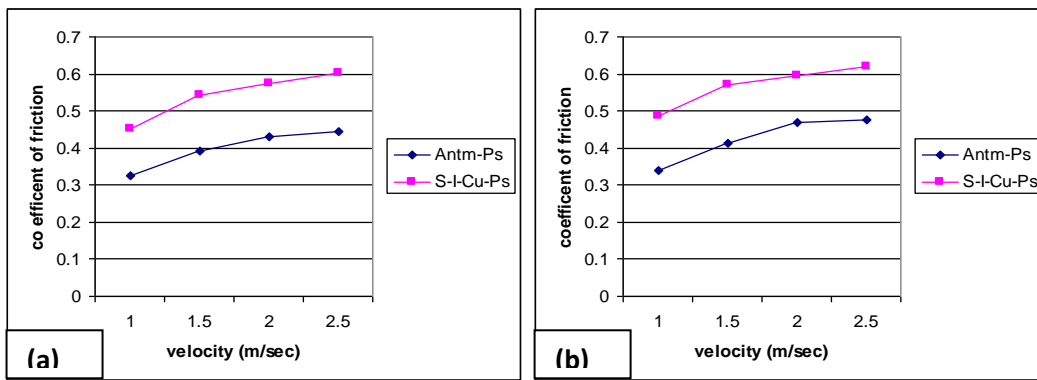 0.7
0.6
0.5
0.4
0.3
0.2
0.1
0
co efficent of friction
1 1.5 2 2.5
velocity (m/sec)
Antm-Ps
S-I-Cu-Ps
(a)
0.7
0.6
0.5
0.4
0.3
0.2
0.1
0
coefficent of friction
1 1.5 2 2.5
velocity (m/sec)
Antm-Ps
S-I-Cu-Ps
(b)